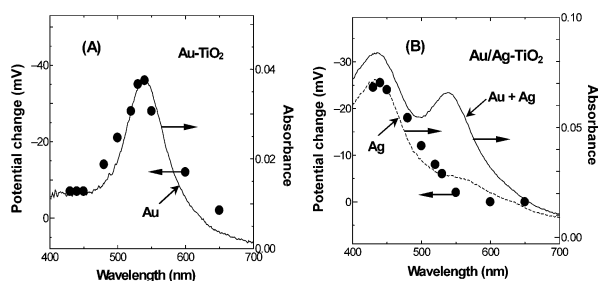 (A)
Au-TiO2
Potential change (mV)
−40
-20
0
0.04
0.02
0.00
Absorbance
Au
400 500 600 700
Wavelength (nm)
(B)
Au/Ag-TiO2
Potential change (mV)
−30
−20
−10
0
0.10
0.05
0.00
Absorbance
Au + Ag
Ag
400 500 600 700
Wavelength (nm)